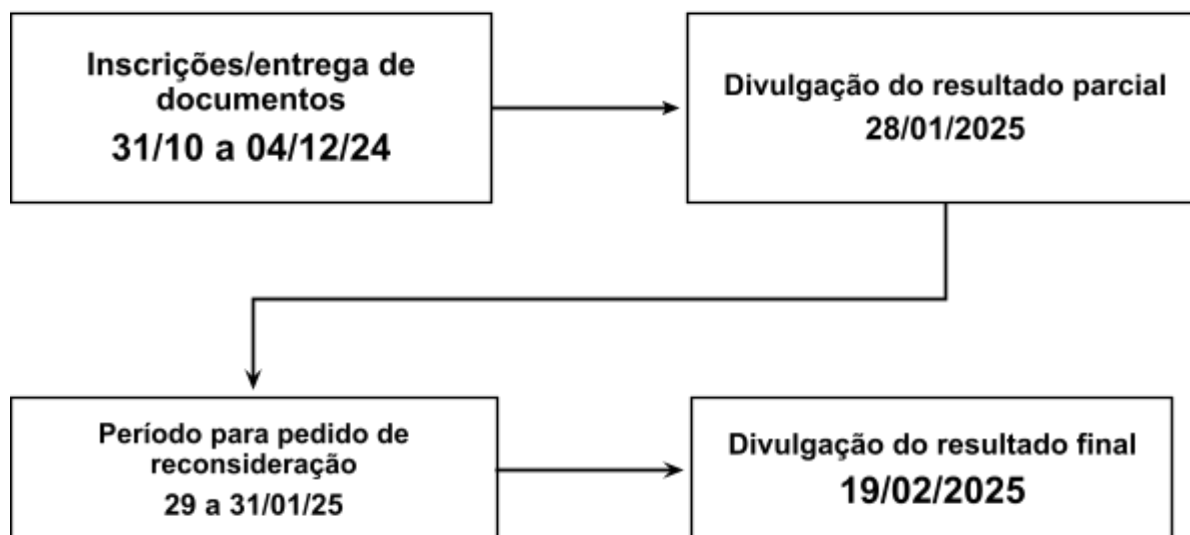 Inscrições/entrega de
documentos
31/10 a 04/12/24
Divulgação do resultado parcial
28/01/2025
Período para pedido de
reconsideração
29 a 31/01/25
Divulgação do resultado final
19/02/2025